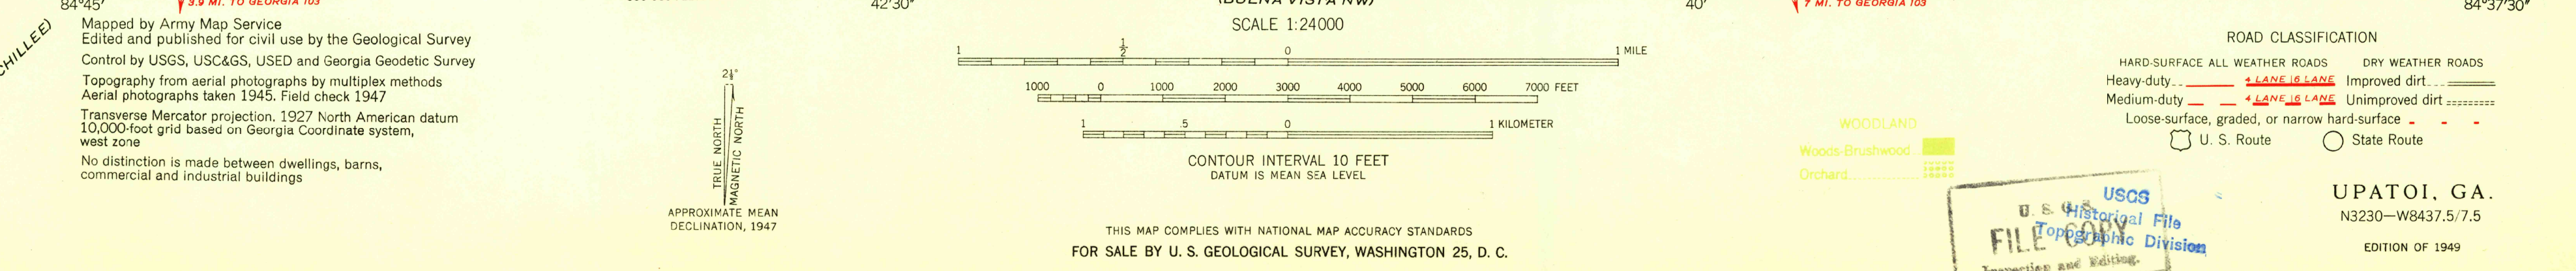 84°45'
3.9 MI. TO GEORGIA 103
42'30"
(BUENA VISTA NW)
40'
7 MI. TO GEORGIA 103
84°37'30"
Mapped by Army Map Service
Edited and published for civil use by the Geological Survey
Control by USGS, USC&GS, USED and Georgia Geodetic Survey
Topography from aerial photographs by multiplex methods
Aerial photographs taken 1945. Field check 1947
Transverse Mercator projection. 1927 North American datum
10,000-foot grid based on Georgia Coordinate system,
west zone
No distinction is made between dwellings, barns,
commercial and industrial buildings
2½°
TRUE NORTH
MAGNETIC NORTH
APPROXIMATE MEAN
DECLINATION, 1947
SCALE 1:24000
1 ½ 0 1 MILE
1000 0 1000 2000 3000 4000 5000 6000 7000 FEET
1 .5 0 1 KILOMETER
CONTOUR INTERVAL 10 FEET
DATUM IS MEAN SEA LEVEL
THIS MAP COMPLIES WITH NATIONAL MAP ACCURACY STANDARDS
FOR SALE BY U. S. GEOLOGICAL SURVEY, WASHINGTON 25, D. C.
WOODLAND
Woods-Brushwood
Orchard
ROAD CLASSIFICATION
HARD-SURFACE ALL WEATHER ROADS DRY WEATHER ROADS
Heavy-duty 4 LANE 6 LANE Improved dirt
Medium-duty 4 LANE 6 LANE Unimproved dirt
Loose-surface, graded, or narrow hard-surface
U. S. Route State Route
U. S. G. S.
FILE COPY
Inspection and Editing.
USGS
Historical File
Topographic Division
UPATOI, GA.
N3230—W8437.5/7.5
EDITION OF 1949